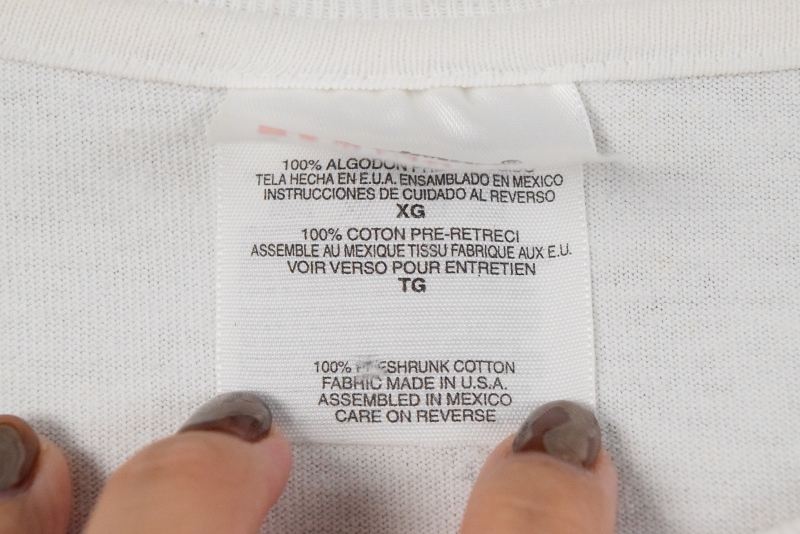 100% ALGODON
TELA HECHA EN E.U.A. ENSAMBLADO EN MEXICO
INSTRUCCIONES DE CUIDADO AL REVERSO
XG
100% COTON PRE-RETRECI
ASSEMBLE AU MEXIQUE TISSU FABRIQUE AUX E.U.
VOIR VERSO POUR ENTRETIEN
TG
100% PRESHRUNK COTTON
FABRIC MADE IN U.S.A.
ASSEMBLED IN MEXICO
CARE ON REVERSE